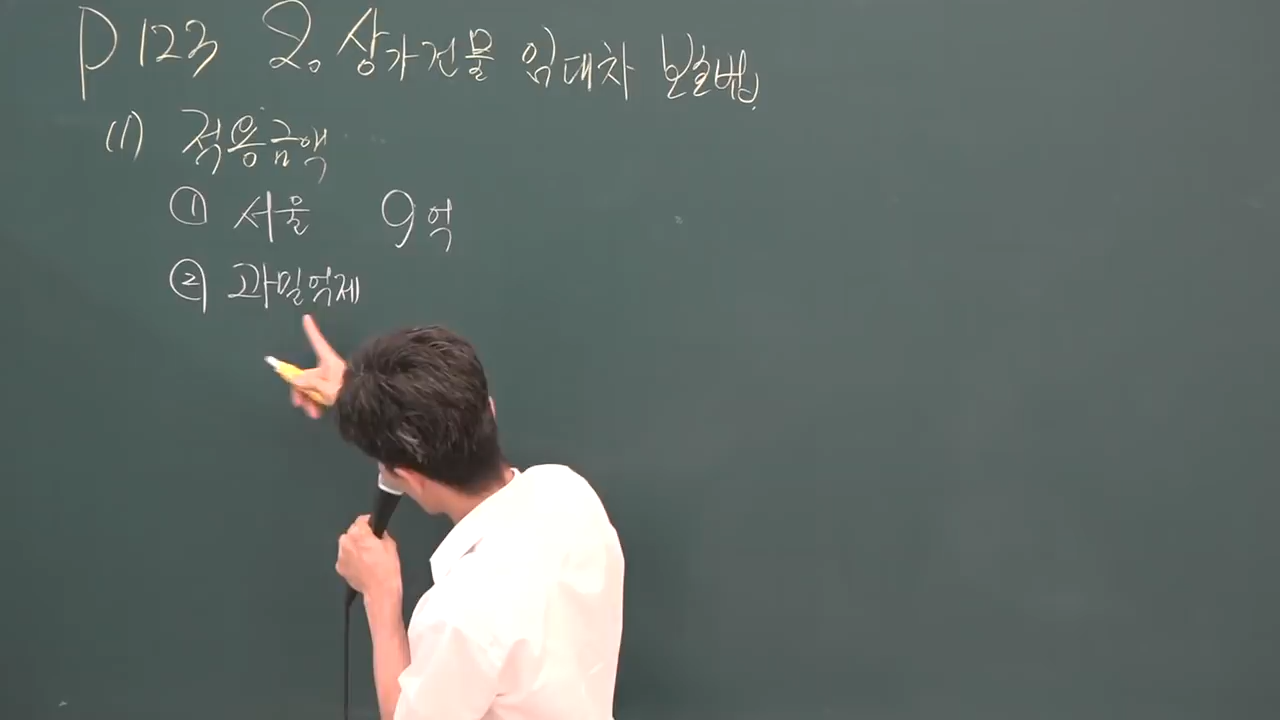 P 123 2. 상가건물 임대차 보호법
(1) 적용금액
① 서울 9억
② 과밀억제